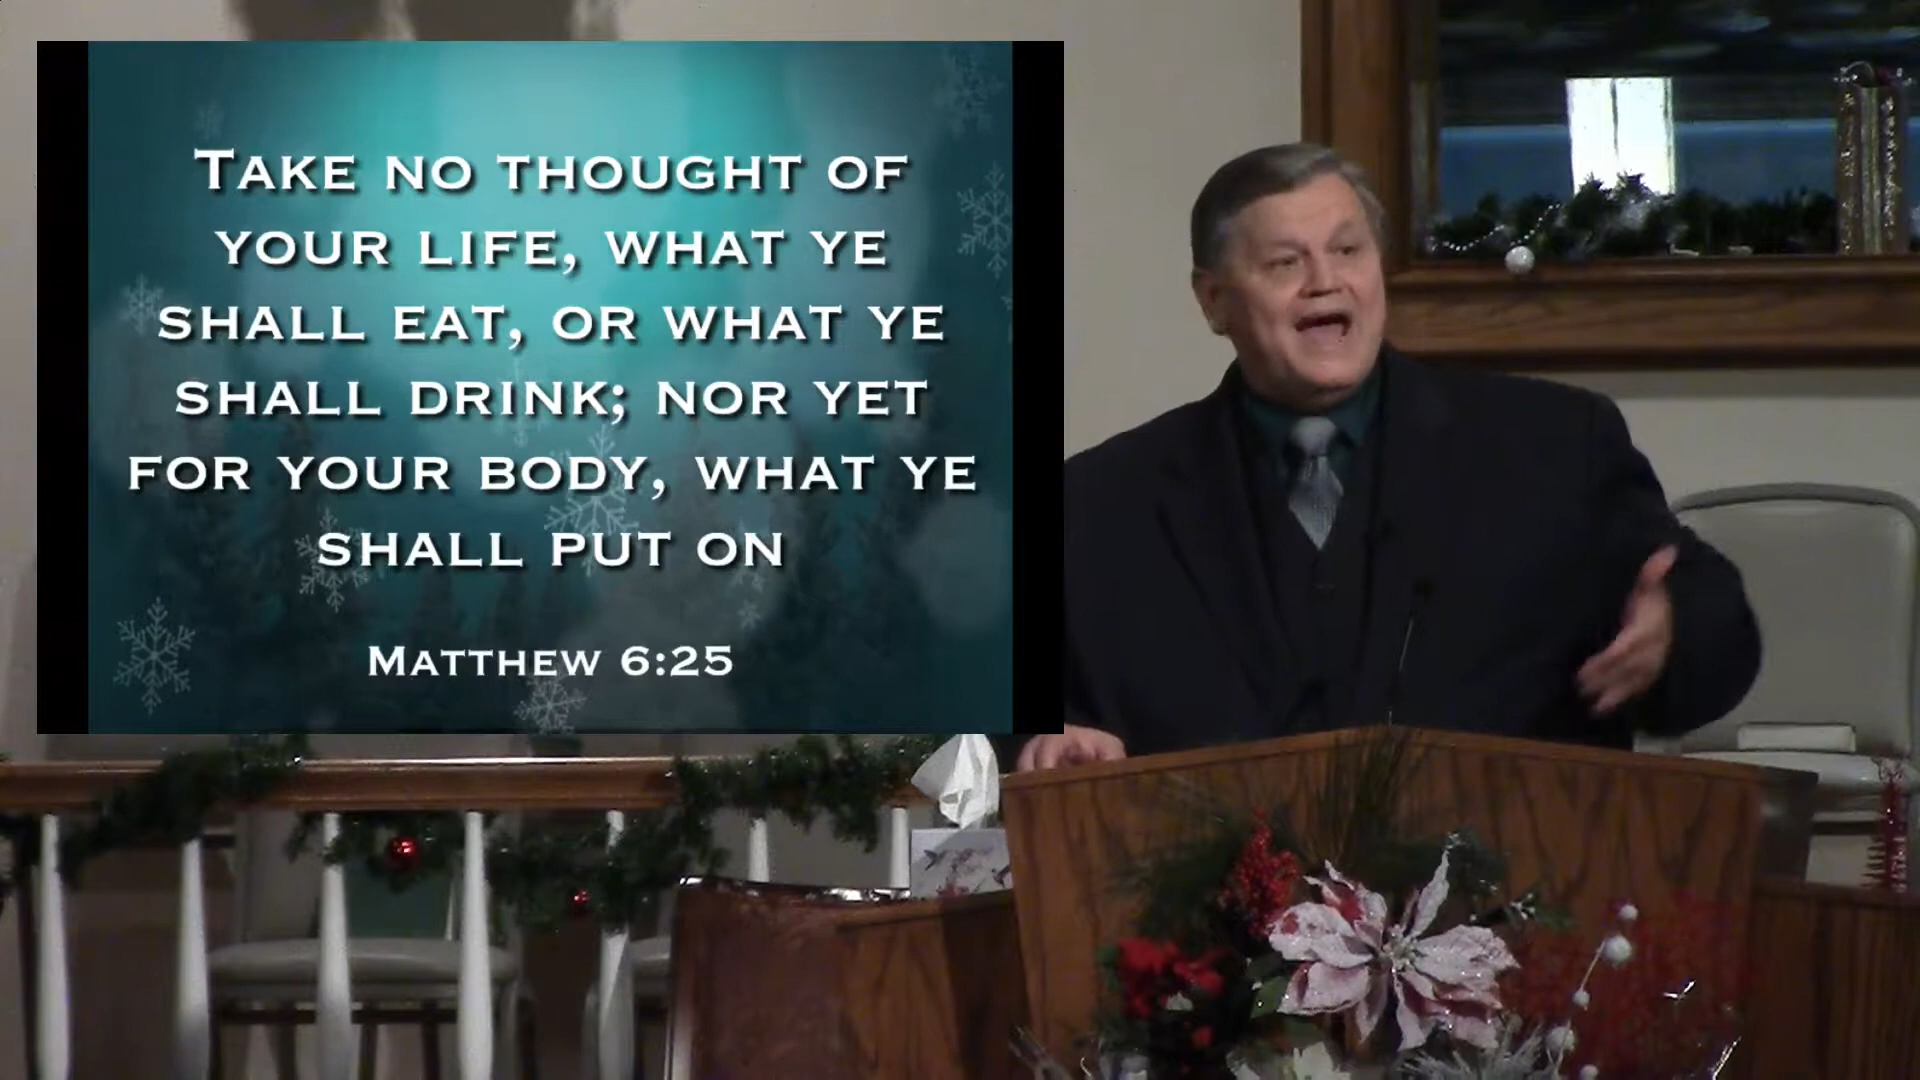 TAKE NO THOUGHT OF
YOUR LIFE, WHAT YE
SHALL EAT, OR WHAT YE
SHALL DRINK; NOR YET
FOR YOUR BODY, WHAT YE
SHALL PUT ON
MATTHEW 6:25